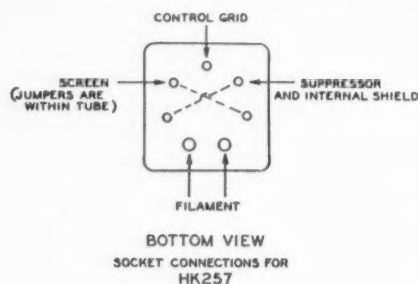 CONTROL GRID
SCREEN
(JUMPERS ARE
WITHIN TUBE)
SUPPRESSOR
AND INTERNAL SHIELD
FILAMENT
BOTTOM VIEW
SOCKET CONNECTIONS FOR
HK257